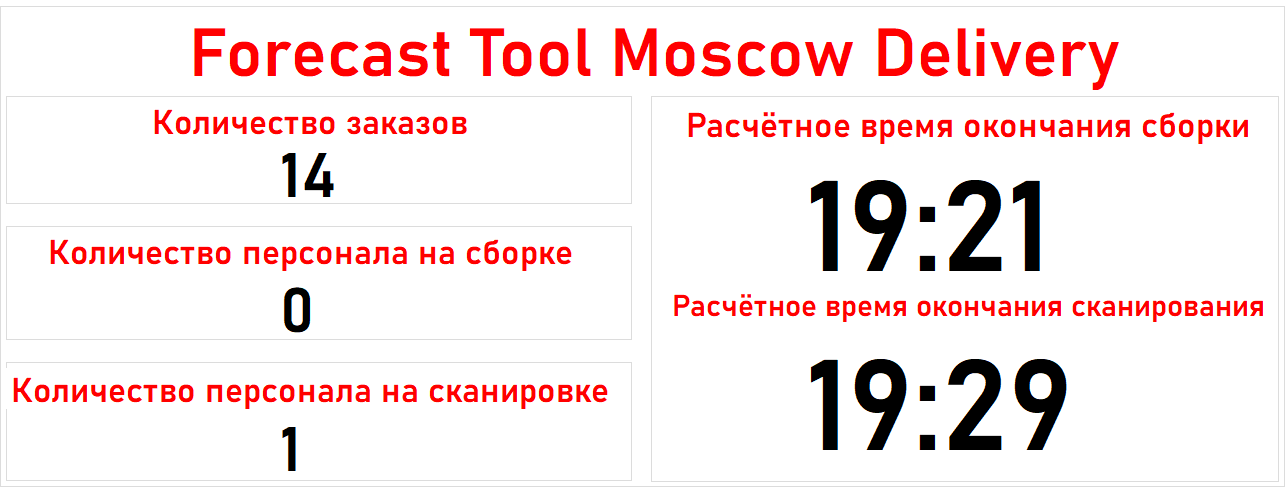 Forecast Tool Moscow Delivery
Количество заказов
14
Количество персонала на сборке
0
Количество персонала на сканировке
1
Расчётное время окончания сборки
19:21
Расчётное время окончания сканирования
19:29